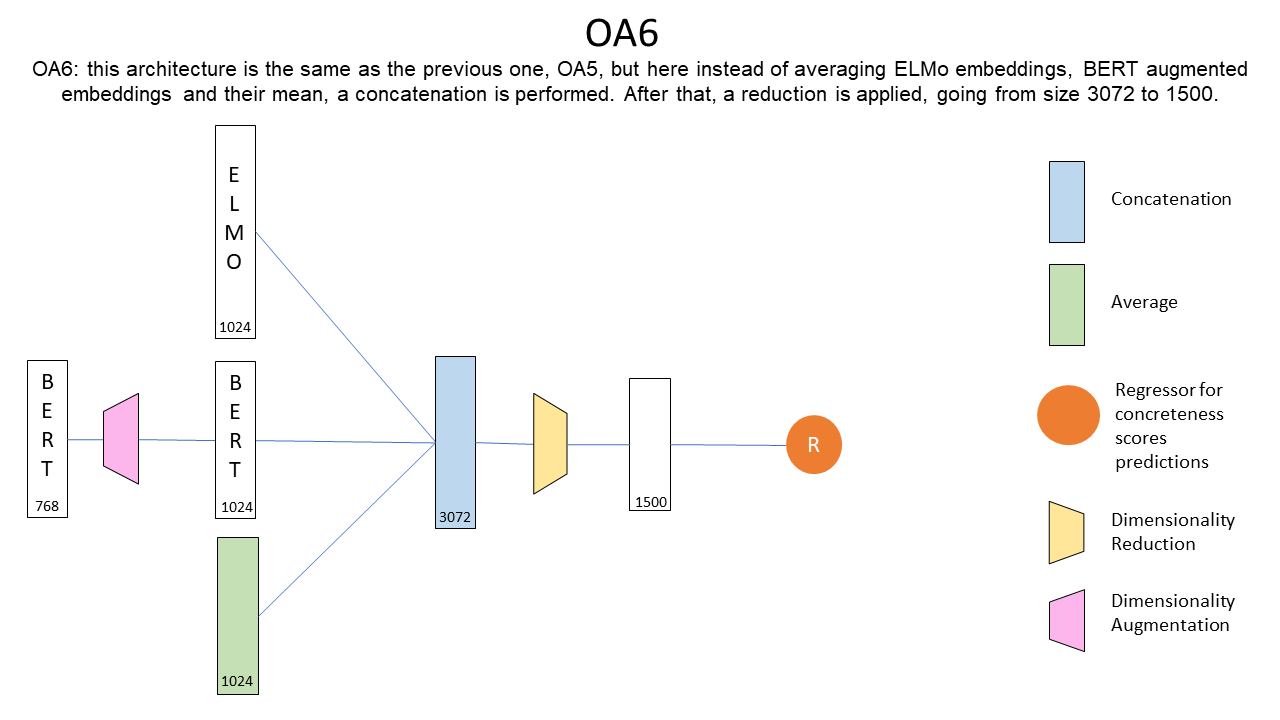 OA6
OA6: this architecture is the same as the previous one, OA5, but here instead of averaging ELMo embeddings, BERT augmented
embeddings and their mean, a concatenation is performed. After that, a reduction is applied, going from size 3072 to 1500.
E
L
M
O
1024
B
E
R
T
768
B
E
R
T
1024
1024
3072
1500
R
Concatenation
Average
Regressor for
concreteness
scores
predictions
Dimensionality
Reduction
Dimensionality
Augmentation